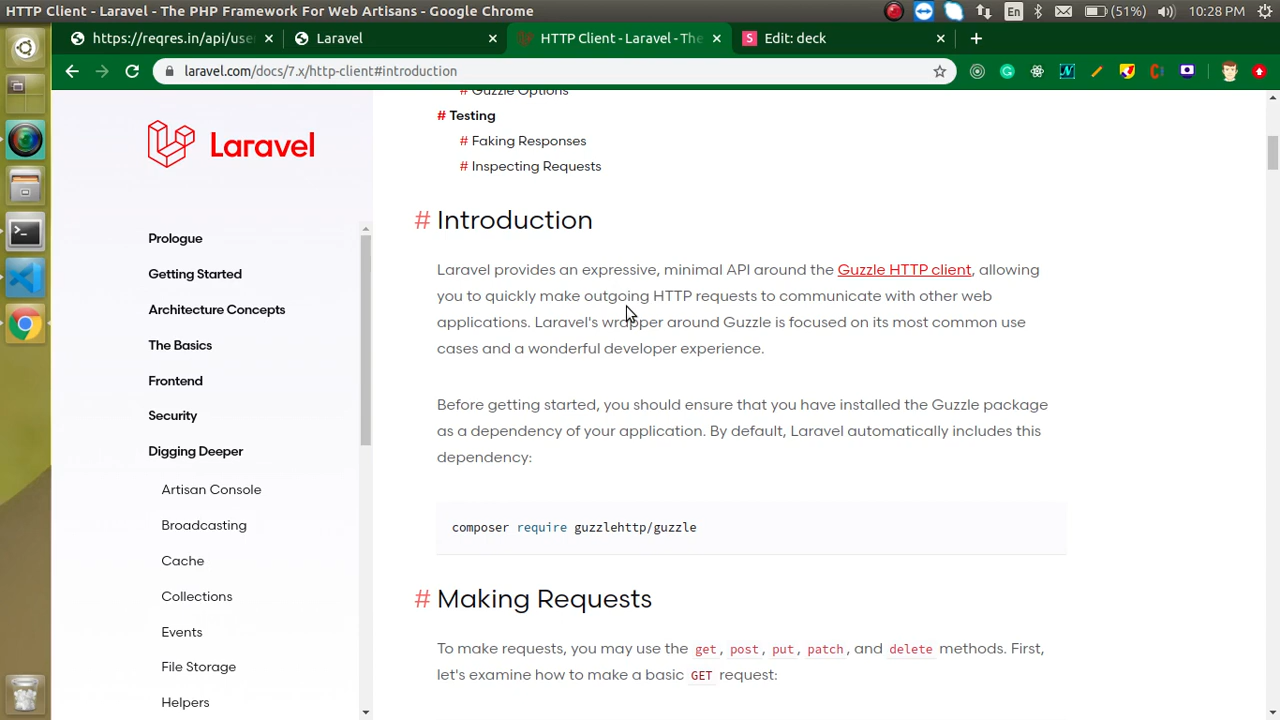 HTTP Client - Laravel - The PHP Framework For Web Artisans - Google Chrome
En
(51%)
10:28 PM
https://reqres.in/api/use
Laravel
HTTP Client - Laravel - The
S
Edit: deck
laravel.com/docs/7.x/http-client#introduction
# Guzzle Options
# Testing
# Faking Responses
# Inspecting Requests
Laravel
Prologue
Getting Started
Architecture Concepts
The Basics
Frontend
Security
Digging Deeper
Artisan Console
Broadcasting
Cache
Collections
Events
File Storage
Helpers
# Introduction
Laravel provides an expressive, minimal API around the Guzzle HTTP client, allowing
you to quickly make outgoing HTTP requests to communicate with other web
applications. Laravel's wrapper around Guzzle is focused on its most common use
cases and a wonderful developer experience.
Before getting started, you should ensure that you have installed the Guzzle package
as a dependency of your application. By default, Laravel automatically includes this
dependency:
composer require guzzlehttp/guzzle
# Making Requests
To make requests, you may use the get, post, put, patch, and delete methods. First,
let's examine how to make a basic GET request: